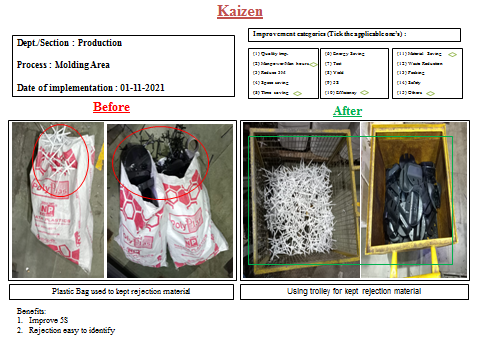 Kaizen
Dept./Section : Production
Process : Molding Area
Date of implementation : 01-11-2021
Improvement categories (Tick the applicable one's) :
(1) Quality imp.
(2) Manpower/Man hours
(3) Reduce 3M
(4) Space saving
(5) Time saving
(6) Energy Saving
(7) Tool
(8) Yield
(9) 5S
(10) Efficiency
(11) Material Saving
(12) Waste Reduction
(13) Packing
(14) Safety
(15) Others
Before
After
Plastic Bag used to kept rejection material
Using trolley for kept rejection material
Benefits:
1. Improve 5S
2. Rejection easy to identify